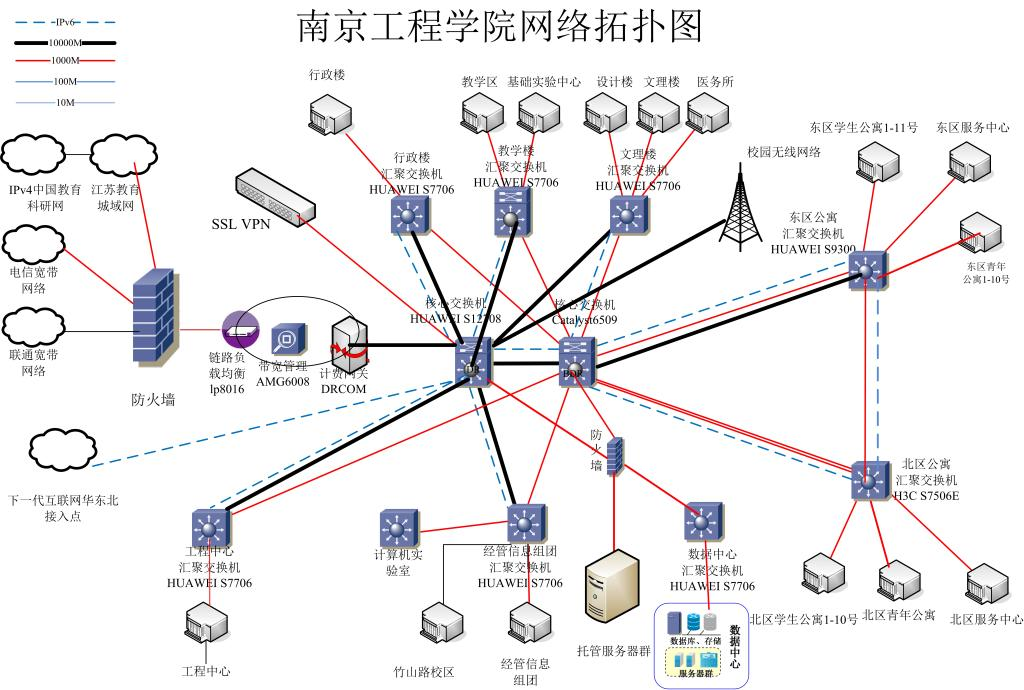 南京工程学院网络拓扑图
IPv6
10000M
1000M
100M
10M
行政楼
教学区
基础实验中心
设计楼
文理楼
医务所
东区学生公寓1-11号
东区服务中心
IPv4中国教育
科研网
江苏教育
城域网
行政楼
汇聚交换机
HUAWEI S7706
教学楼
汇聚交换机
HUAWEI S7706
文理楼
汇聚交换机
HUAWEI S7706
校园无线网络
SSL VPN
东区公寓
汇聚交换机
HUAWEI S9300
东区青年
公寓1-10号
电信宽带
网络
核心交换机
HUAWEI S12708
核心交换机
Catalyst6509
联通宽带
网络
链路负
载均衡
lp8016
带宽管理
AMG6008
计费网关
DRCOM
DR
BDR
防火墙
防
火
墙
下一代互联网华东北
接入点
北区公寓
汇聚交换机
H3C S7506E
工程中心
汇聚交换机
HUAWEI S7706
计算机实
验室
经管信息组团
汇聚交换机
HUAWEI S7706
数据中心
汇聚交换机
HUAWEI S7706
北区学生公寓1-10号
北区青年公寓
北区服务中心
托管服务器群
数据库、存储
服务器群
数据中心
工程中心
竹山路校区
经管信息
组团